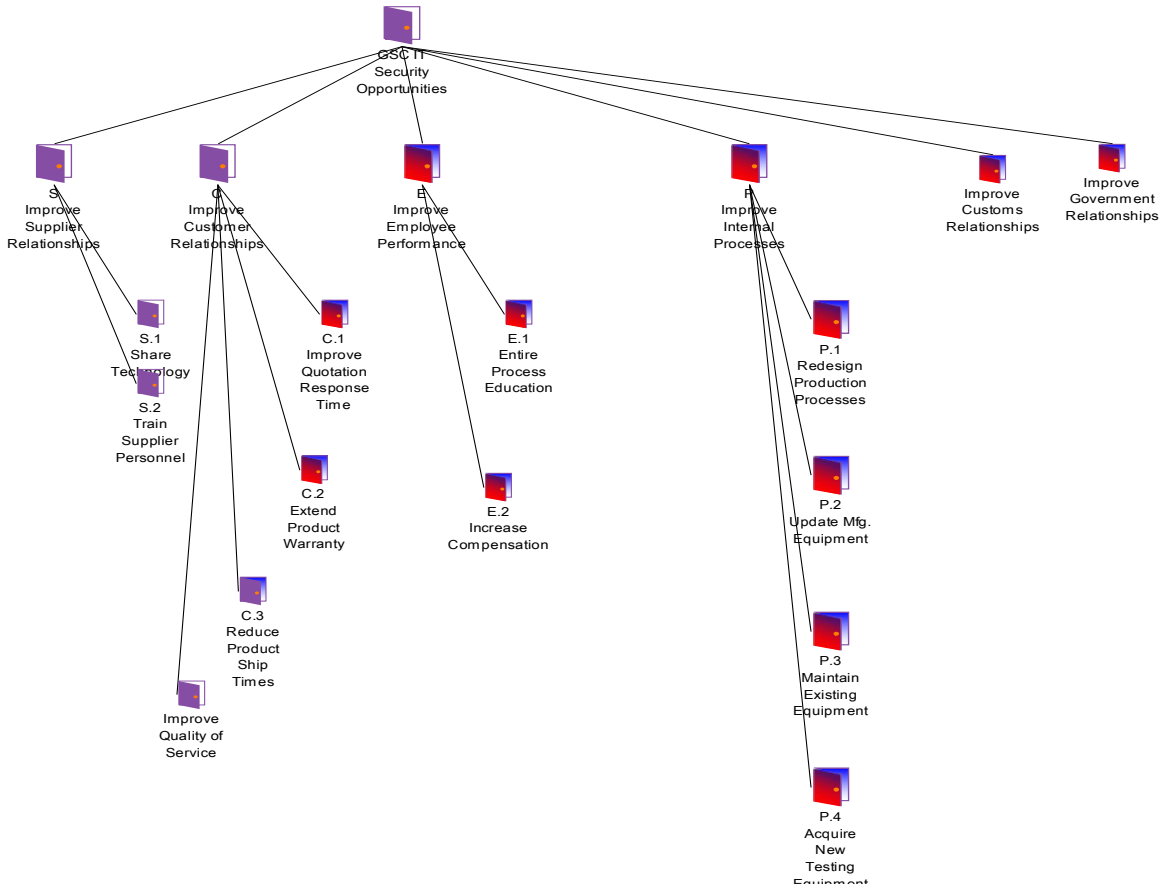 GSC IT
Security
Opportunities
S
Improve
Supplier
Relationships
C
Improve
Customer
Relationships
E
Improve
Employee
Performance
P
Improve
Internal
Processes
Improve
Customs
Relationships
Improve
Government
Relationships
S.1
Share
Technology
S.2
Train
Supplier
Personnel
C.1
Improve
Quotation
Response
Time
C.2
Extend
Product
Warranty
C.3
Reduce
Product
Ship
Times
Improve
Quality of
Service
E.1
Entire
Process
Education
E.2
Increase
Compensation
P.1
Redesign
Production
Processes
P.2
Update Mfg.
Equipment
P.3
Maintain
Existing
Equipment
P.4
Acquire
New
Testing
Equipment